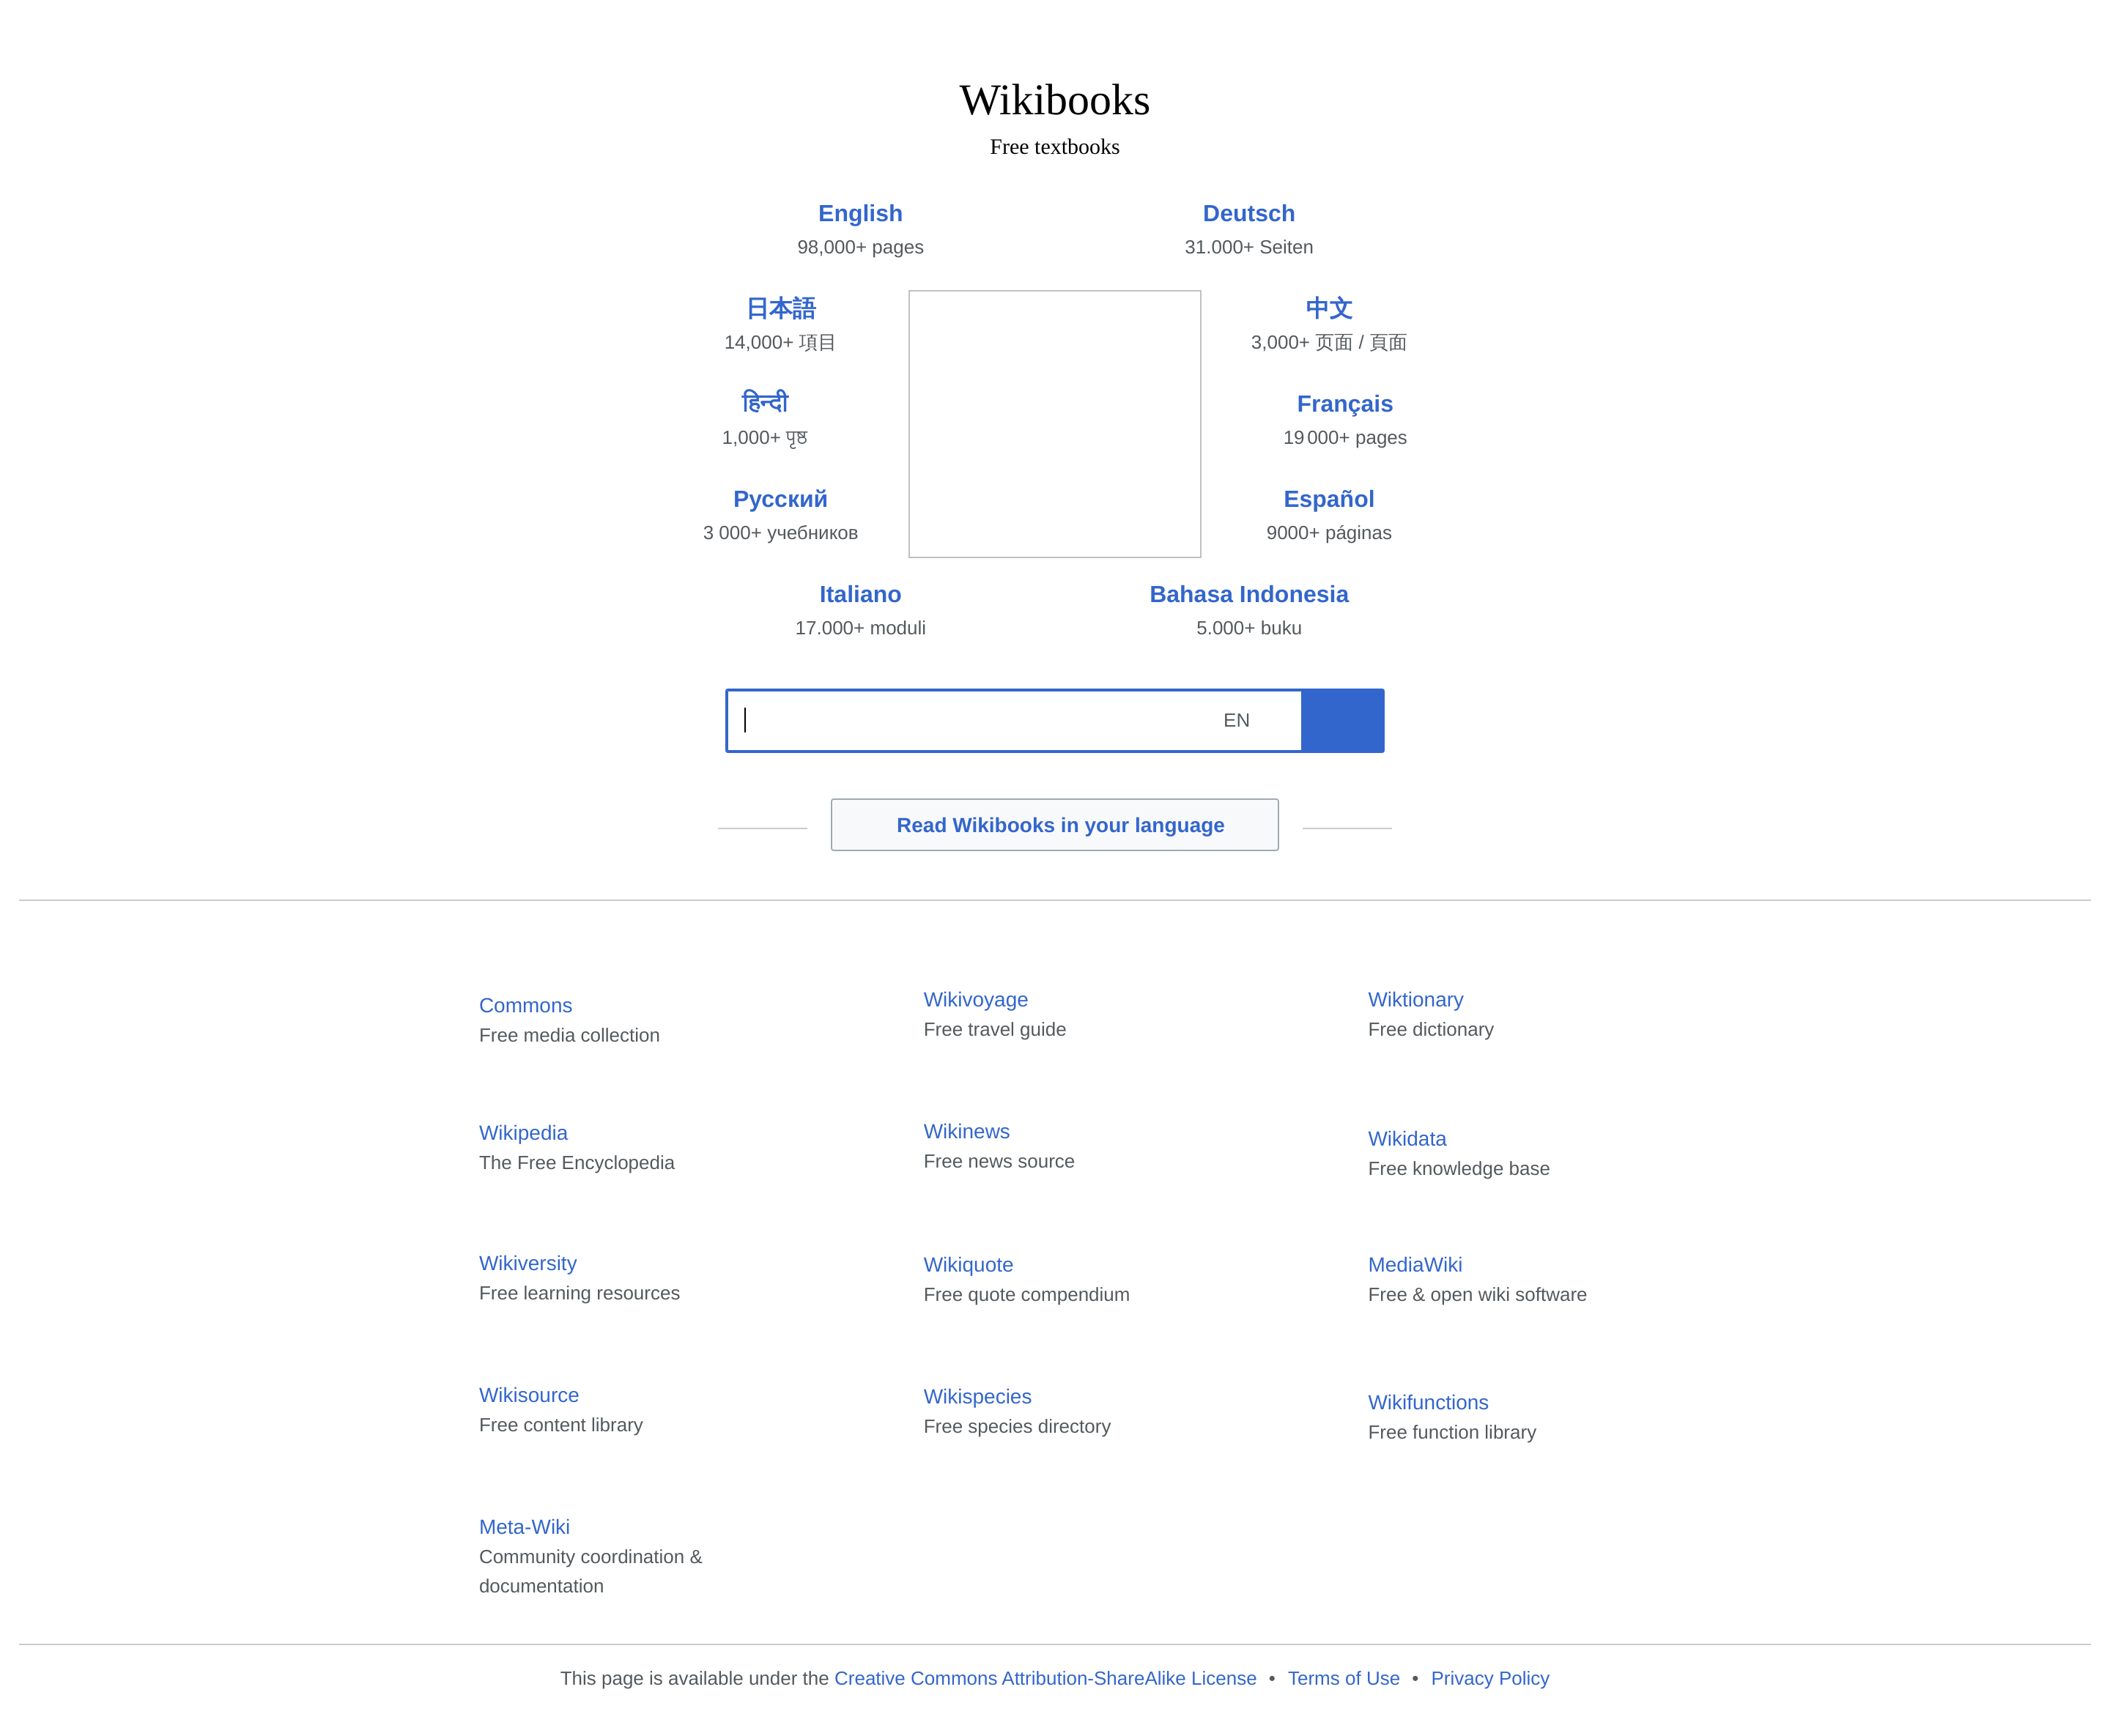 Wikibooks
Free textbooks
English
98,000+ pages
Deutsch
31.000+ Seiten
日本語
14,000+ 項目
中文
3,000+ 页面 / 頁面
हिन्दी
1,000+ पृष्ठ
Français
19 000+ pages
Русский
3 000+ учебников
Español
9000+ páginas
Italiano
17.000+ moduli
Bahasa Indonesia
5.000+ buku
EN
Read Wikibooks in your language
Commons
Free media collection
Wikivoyage
Free travel guide
Wiktionary
Free dictionary
Wikipedia
The Free Encyclopedia
Wikinews
Free news source
Wikidata
Free knowledge base
Wikiversity
Free learning resources
Wikiquote
Free quote compendium
MediaWiki
Free & open wiki software
Wikisource
Free content library
Wikispecies
Free species directory
Wikifunctions
Free function library
Meta-Wiki
Community coordination &
documentation
This page is available under the Creative Commons Attribution-ShareAlike License • Terms of Use • Privacy Policy